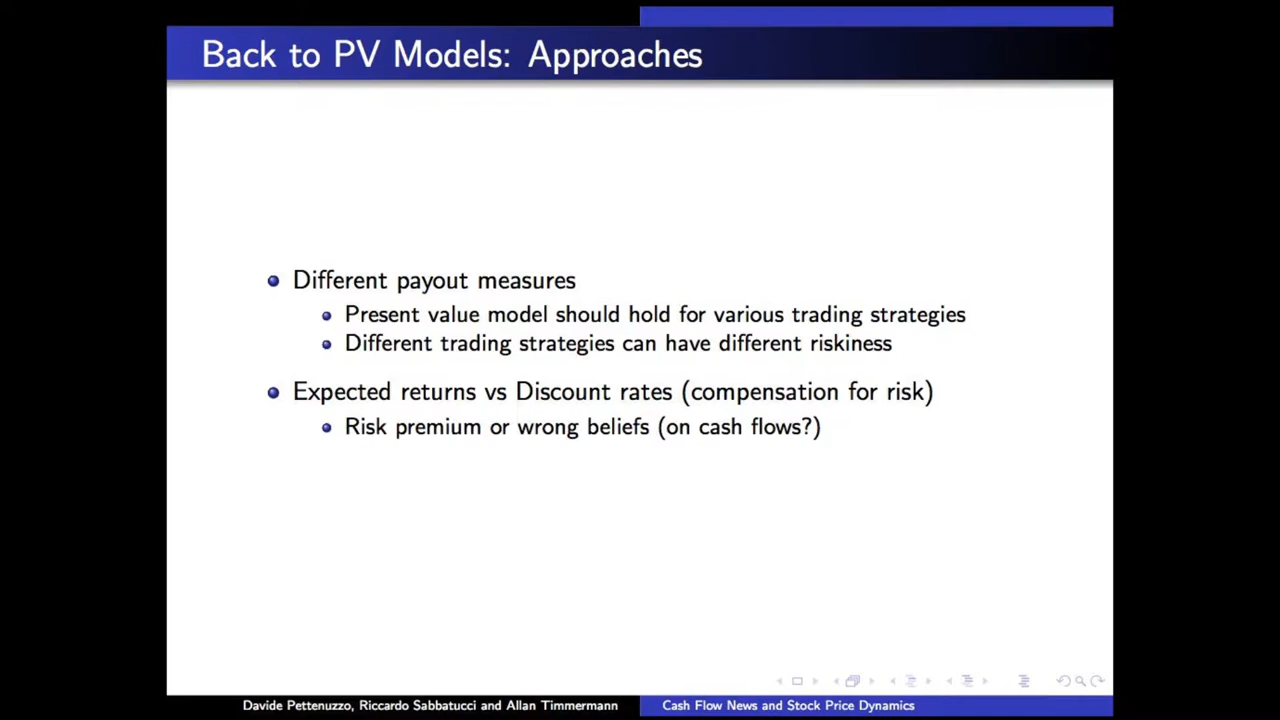 Back to PV Models: Approaches
Different payout measures
Present value model should hold for various trading strategies
Different trading strategies can have different riskiness
Expected returns vs Discount rates (compensation for risk)
Risk premium or wrong beliefs (on cash flows?)
Davide Pettenuzzo, Riccardo Sabbatucci and Allan Timmermann
Cash Flow News and Stock Price Dynamics